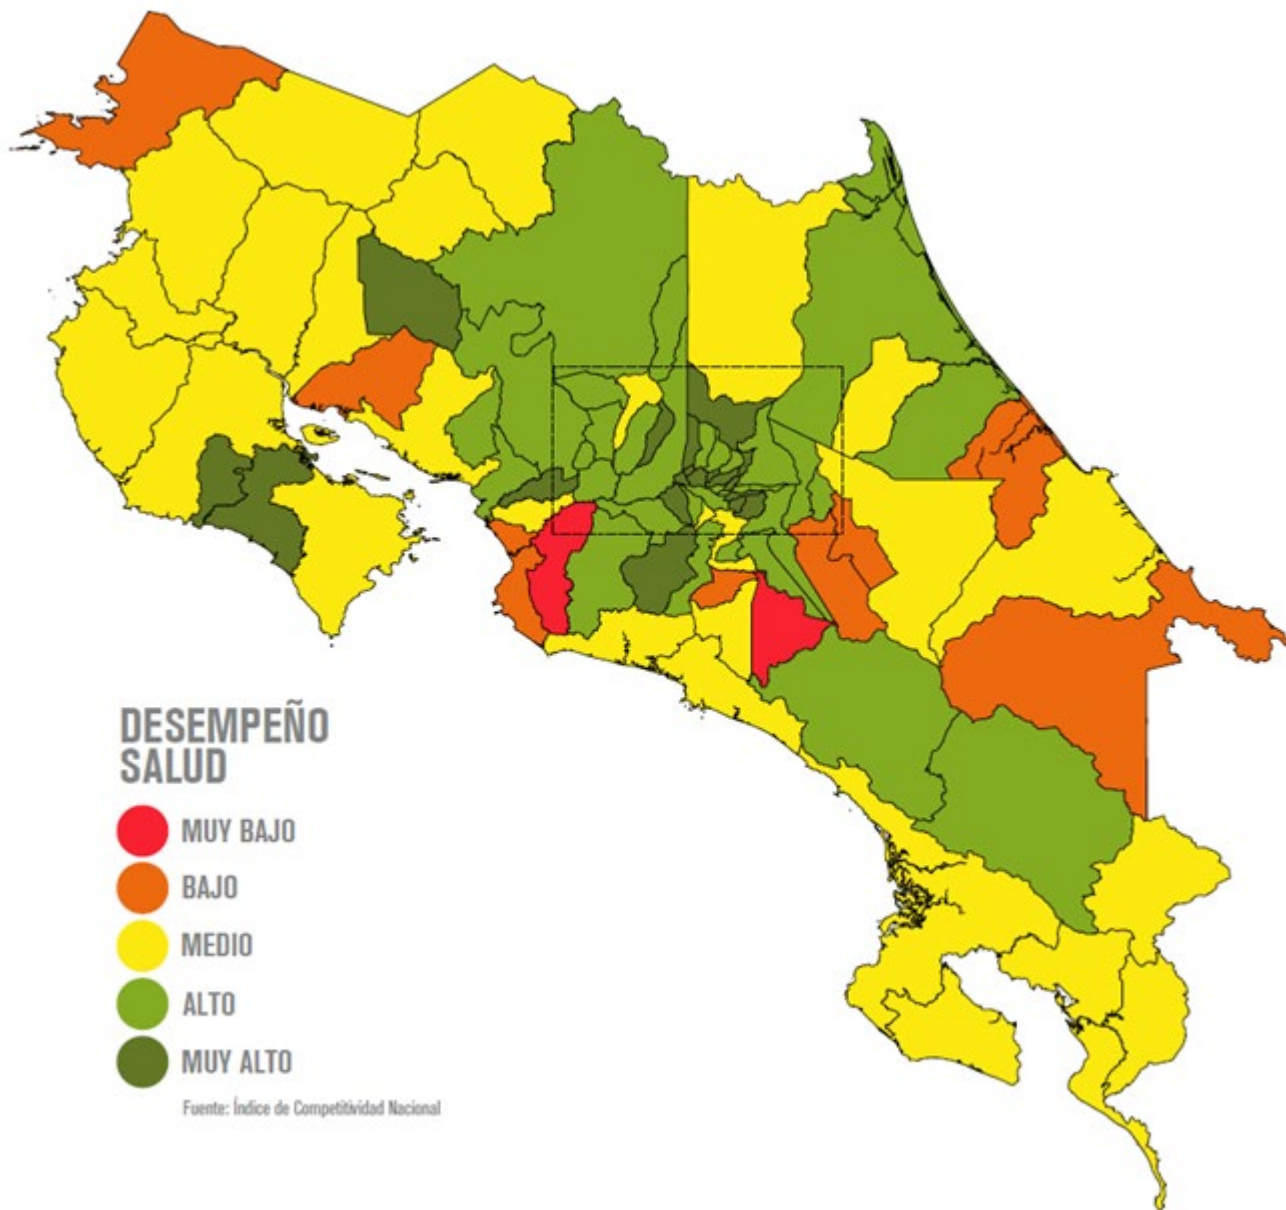 DESEMPEÑO
SALUD
MUY BAJO
BAJO
MEDIO
ALTO
MUY ALTO
Fuente: Índice de Competitividad Nacional